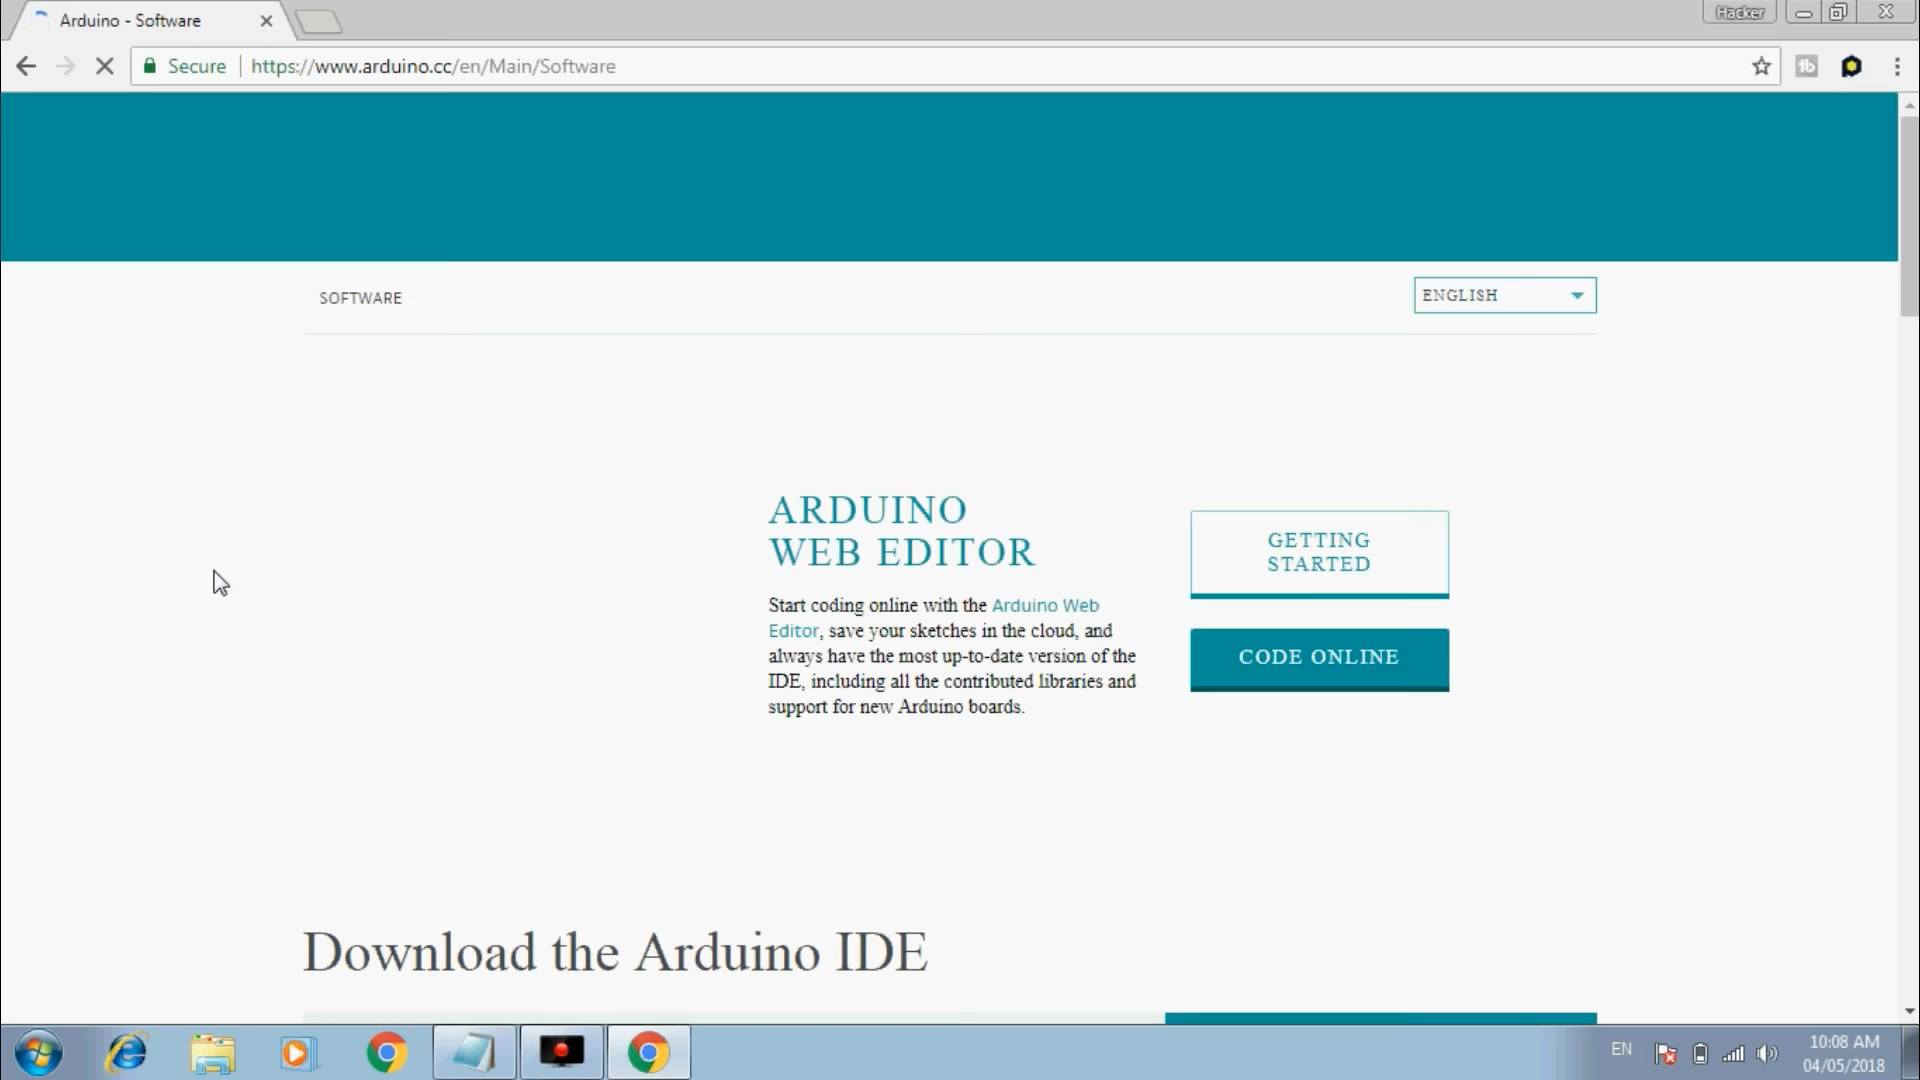 Arduino - Software
Hacker
Secure
https://www.arduino.cc/en/Main/Software
SOFTWARE
ENGLISH
ARDUINO
WEB EDITOR
Start coding online with the Arduino Web
Editor, save your sketches in the cloud, and
always have the most up-to-date version of the
IDE, including all the contributed libraries and
support for new Arduino boards.
GETTING
STARTED
CODE ONLINE
Download the Arduino IDE
EN
10:08 AM
04/05/2018